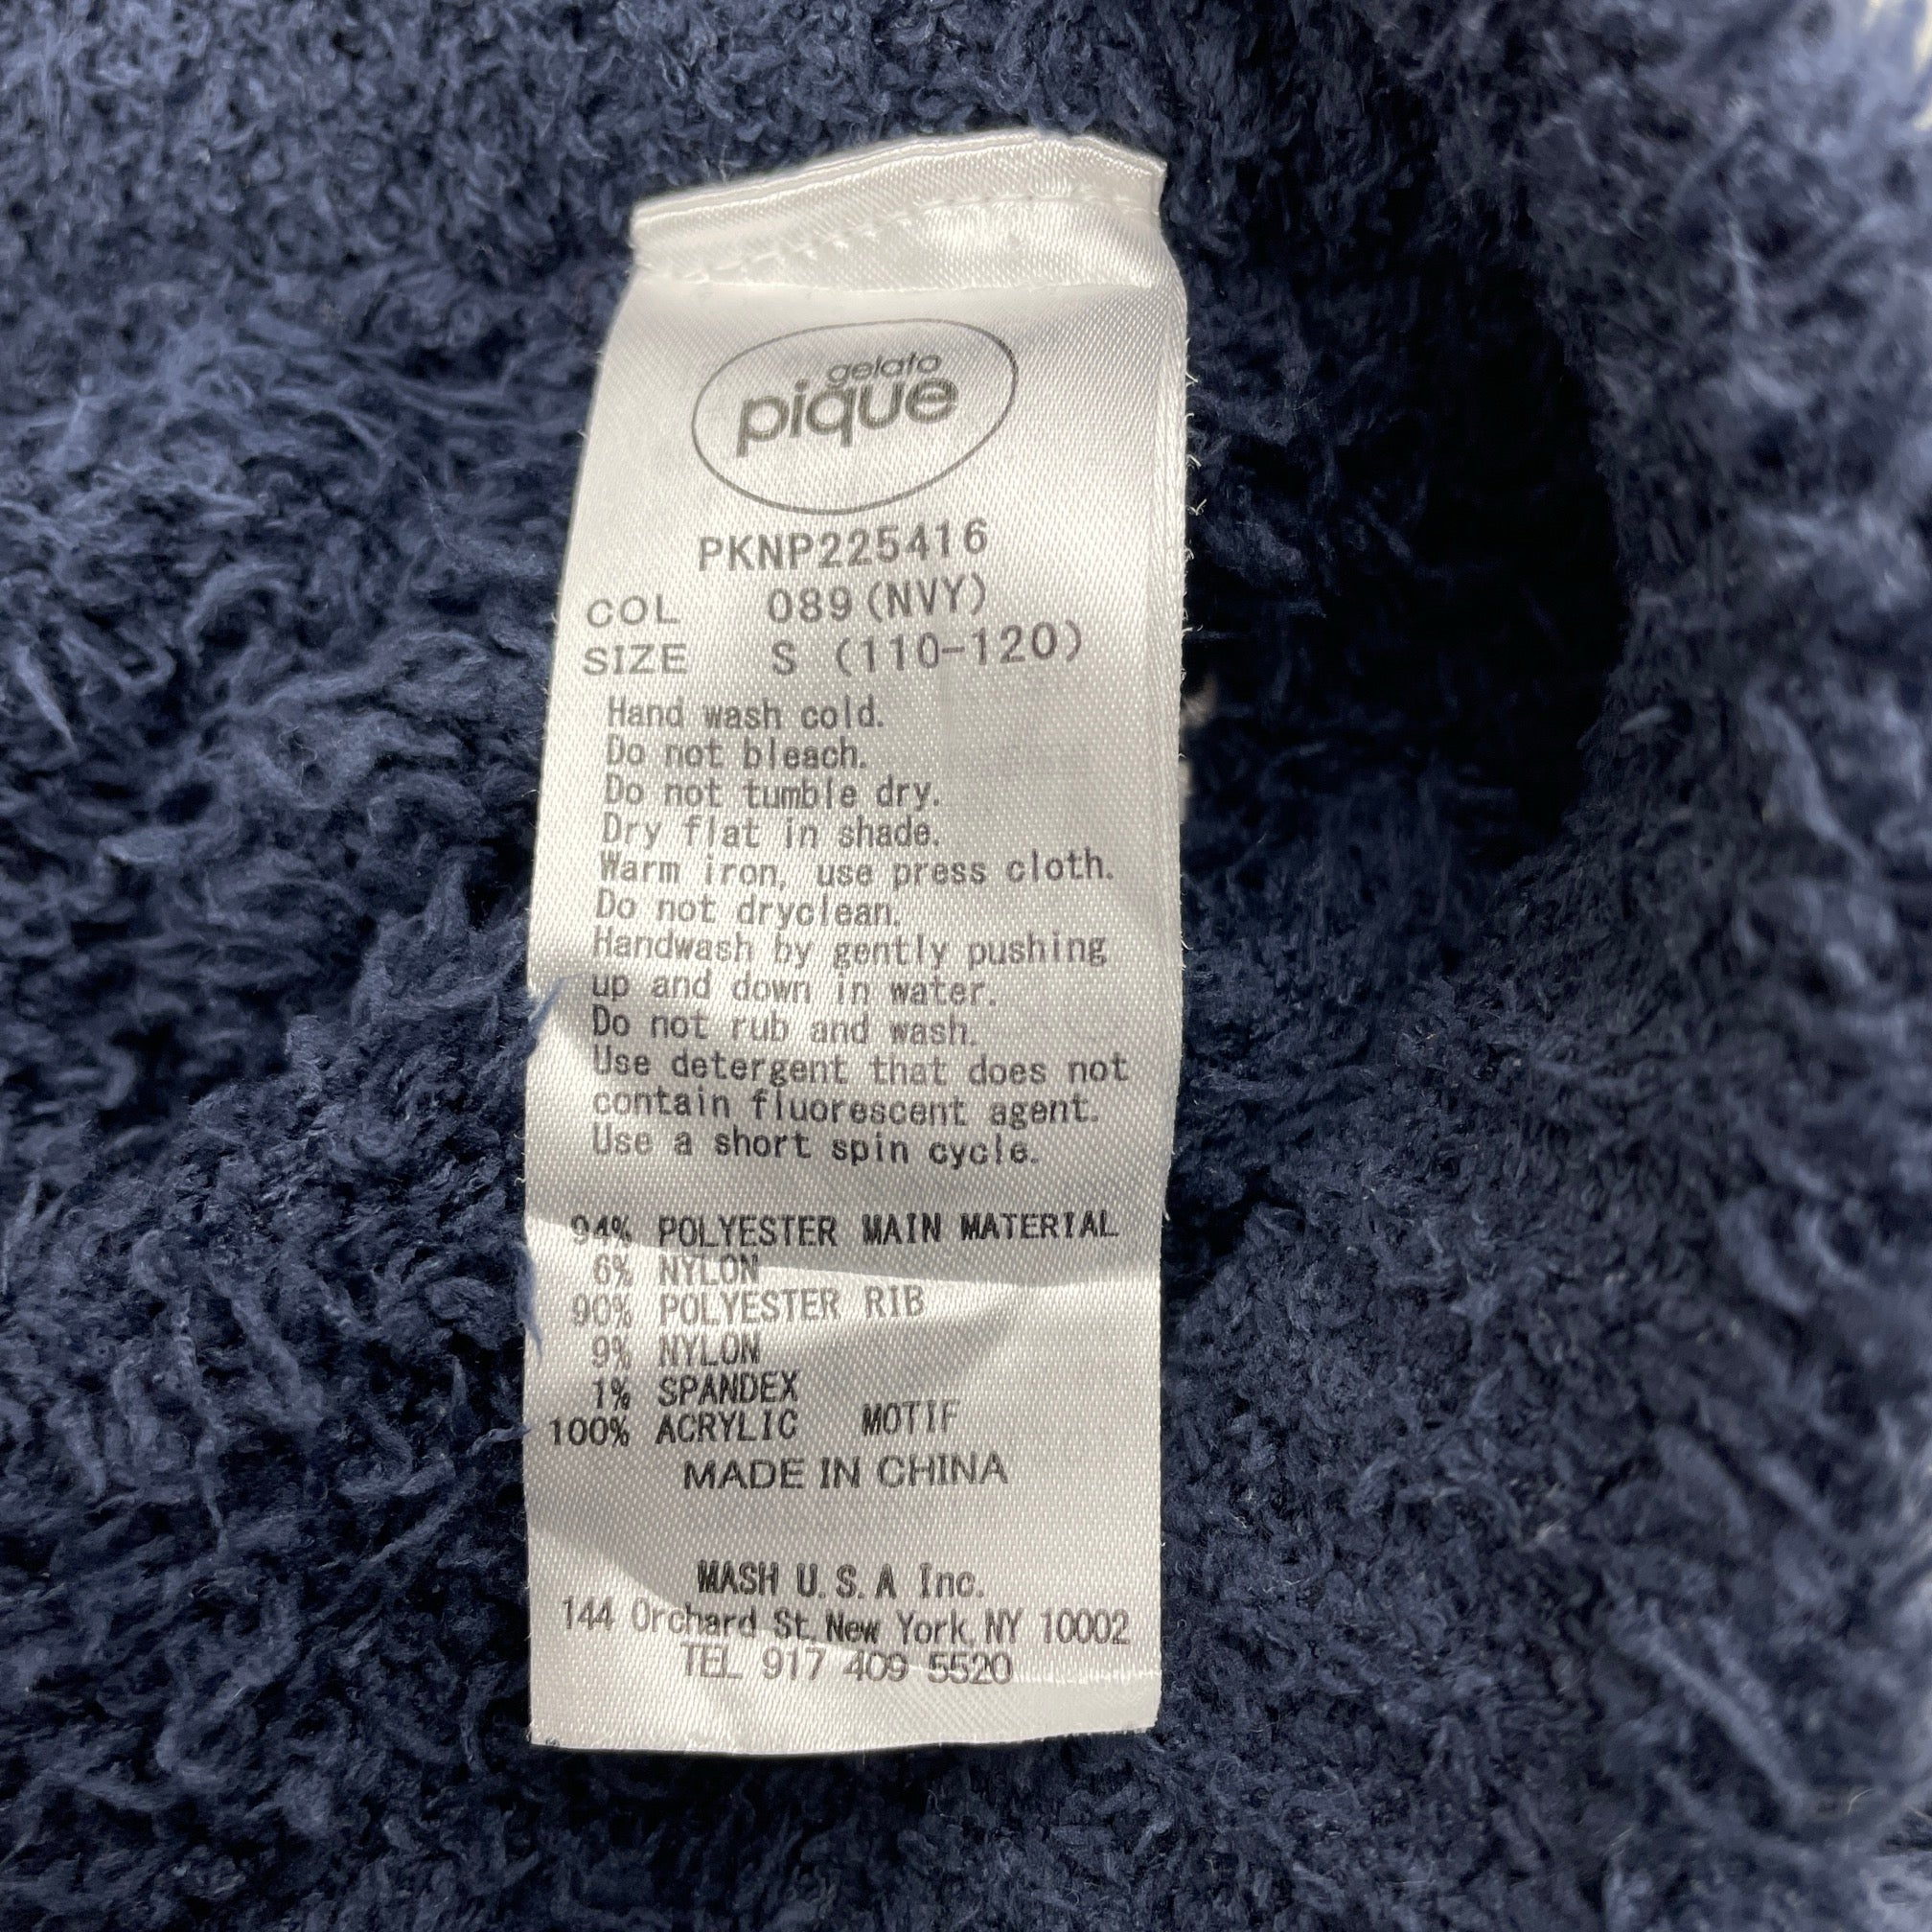 gelato
pique
PKNP225416
COL 089(NVY)
SIZE S (110-120)
Hand wash cold.
Do not bleach.
Do not tumble dry.
Dry flat in shade.
Warm iron, use press cloth.
Do not dryclean.
Handwash by gently pushing
up and down in water.
Do not rub and wash.
Use detergent that does not
contain fluorescent agent.
Use a short spin cycle.
94% POLYESTER MAIN MATERIAL
6% NYLON
90% POLYESTER RIB
9% NYLON
1% SPANDEX
100% ACRYLIC MOTIF
MADE IN CHINA
MASH U.S.A Inc.
144 Orchard St. New York, NY 10002
TEL 917 409 5520